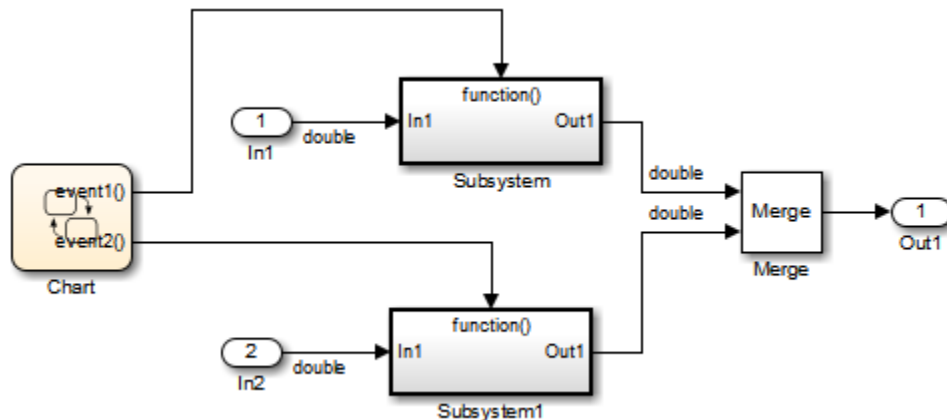 function()
In1
Out1
1
double
In1
Subsystem
double
event1()
event2()
Chart
double
Merge
Merge
1
Out1
function()
In1
Out1
2
double
In2
Subsystem1